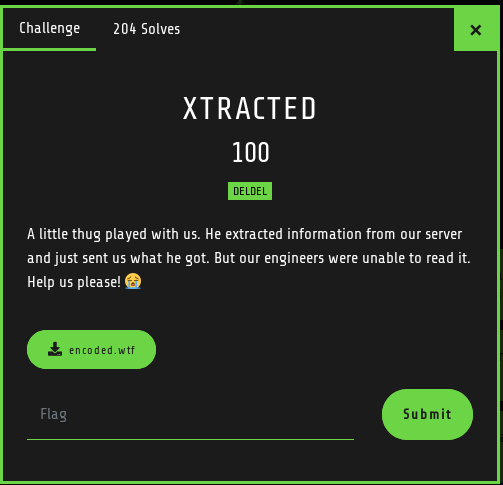 Challenge
204 Solves
×
XTRACTED
100
DELDEL
A little thug played with us. He extracted information from our server
and just sent us what he got. But our engineers were unable to read it.
Help us please! 😭
encoded.wtf
Flag
Submit